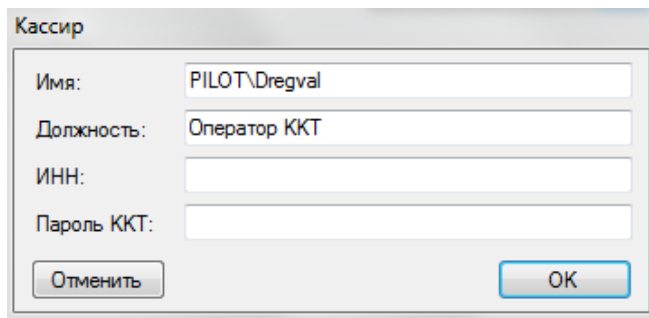 Кассир
Имя: PILOT\Dregval
Должность: Оператор ККТ
ИНН:
Пароль ККТ:
Отменить OK